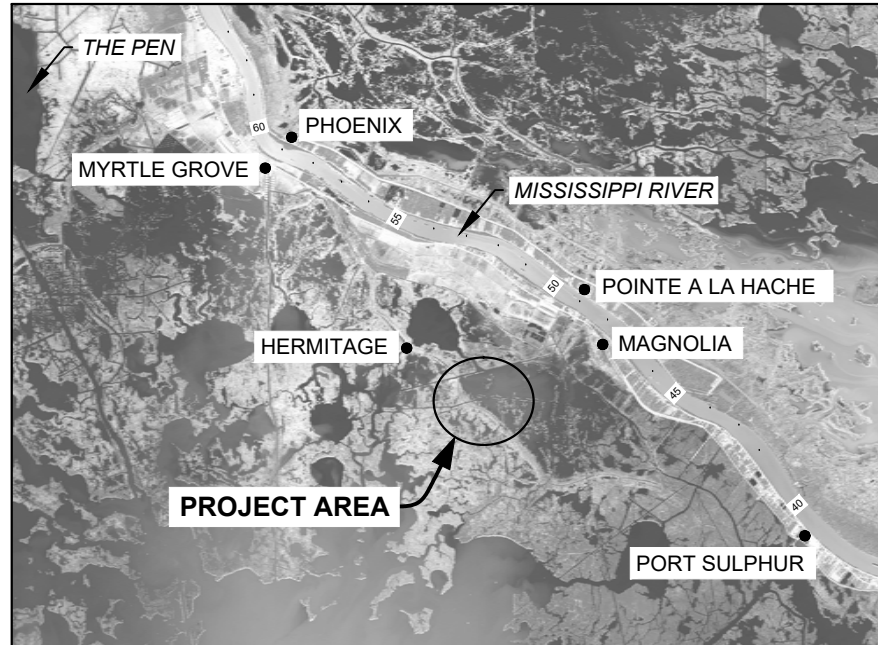 THE PEN
60
PHOENIX
MYRTLE GROVE
MISSISSIPPI RIVER
55
50
POINTE A LA HACHE
HERMITAGE
MAGNOLIA
45
PROJECT AREA
40
PORT SULPHUR